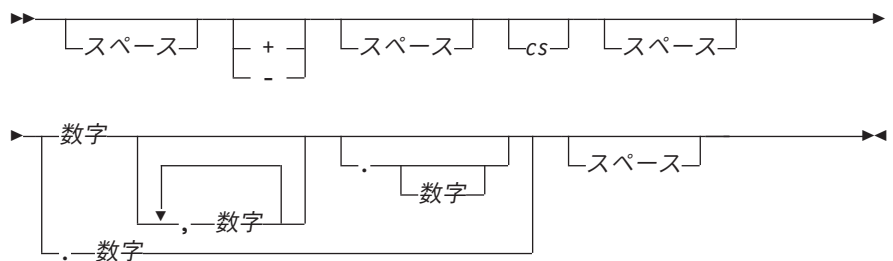 +
スペース スペース cs スペース
-
数字
. スペース
数字
, 数字
. 数字